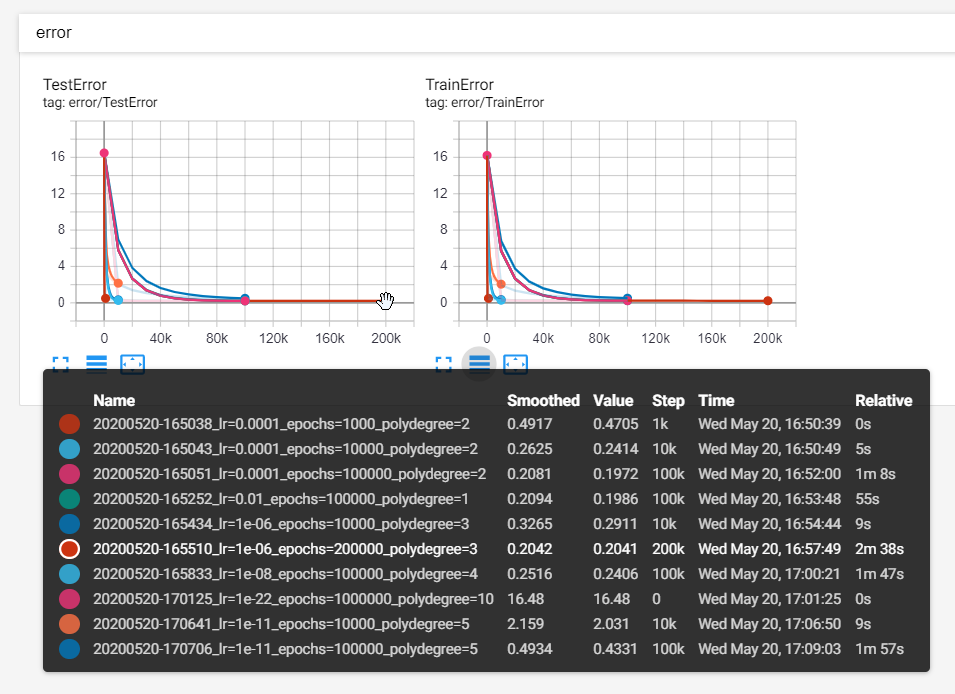 error
TestError
tag: error/TestError
16
12
8
4
0
0 40k 80k 120k 160k 200k
TrainError
tag: error/TrainError
16
12
8
4
0
0 40k 80k 120k 160k 200k
Name Smoothed Value Step Time Relative
20200520-165038_lr=0.0001_epochs=1000_polydegree=2 0.4917 0.4705 1k Wed May 20, 16:50:39 0s
20200520-165043_lr=0.0001_epochs=10000_polydegree=2 0.2625 0.2414 10k Wed May 20, 16:50:49 5s
20200520-165051_lr=0.0001_epochs=100000_polydegree=2 0.2081 0.1972 100k Wed May 20, 16:52:00 1m 8s
20200520-165252_lr=0.01_epochs=100000_polydegree=1 0.2094 0.1986 100k Wed May 20, 16:53:48 55s
20200520-165434_lr=1e-06_epochs=10000_polydegree=3 0.3265 0.2911 10k Wed May 20, 16:54:44 9s
20200520-165510_lr=1e-06_epochs=200000_polydegree=3 0.2042 0.2041 200k Wed May 20, 16:57:49 2m 38s
20200520-165833_lr=1e-08_epochs=100000_polydegree=4 0.2516 0.2406 100k Wed May 20, 17:00:21 1m 47s
20200520-170125_lr=1e-22_epochs=1000000_polydegree=10 16.48 16.48 0 Wed May 20, 17:01:25 0s
20200520-170641_lr=1e-11_epochs=10000_polydegree=5 2.159 2.031 10k Wed May 20, 17:06:50 9s
20200520-170706_lr=1e-11_epochs=100000_polydegree=5 0.4934 0.4331 100k Wed May 20, 17:09:03 1m 57s